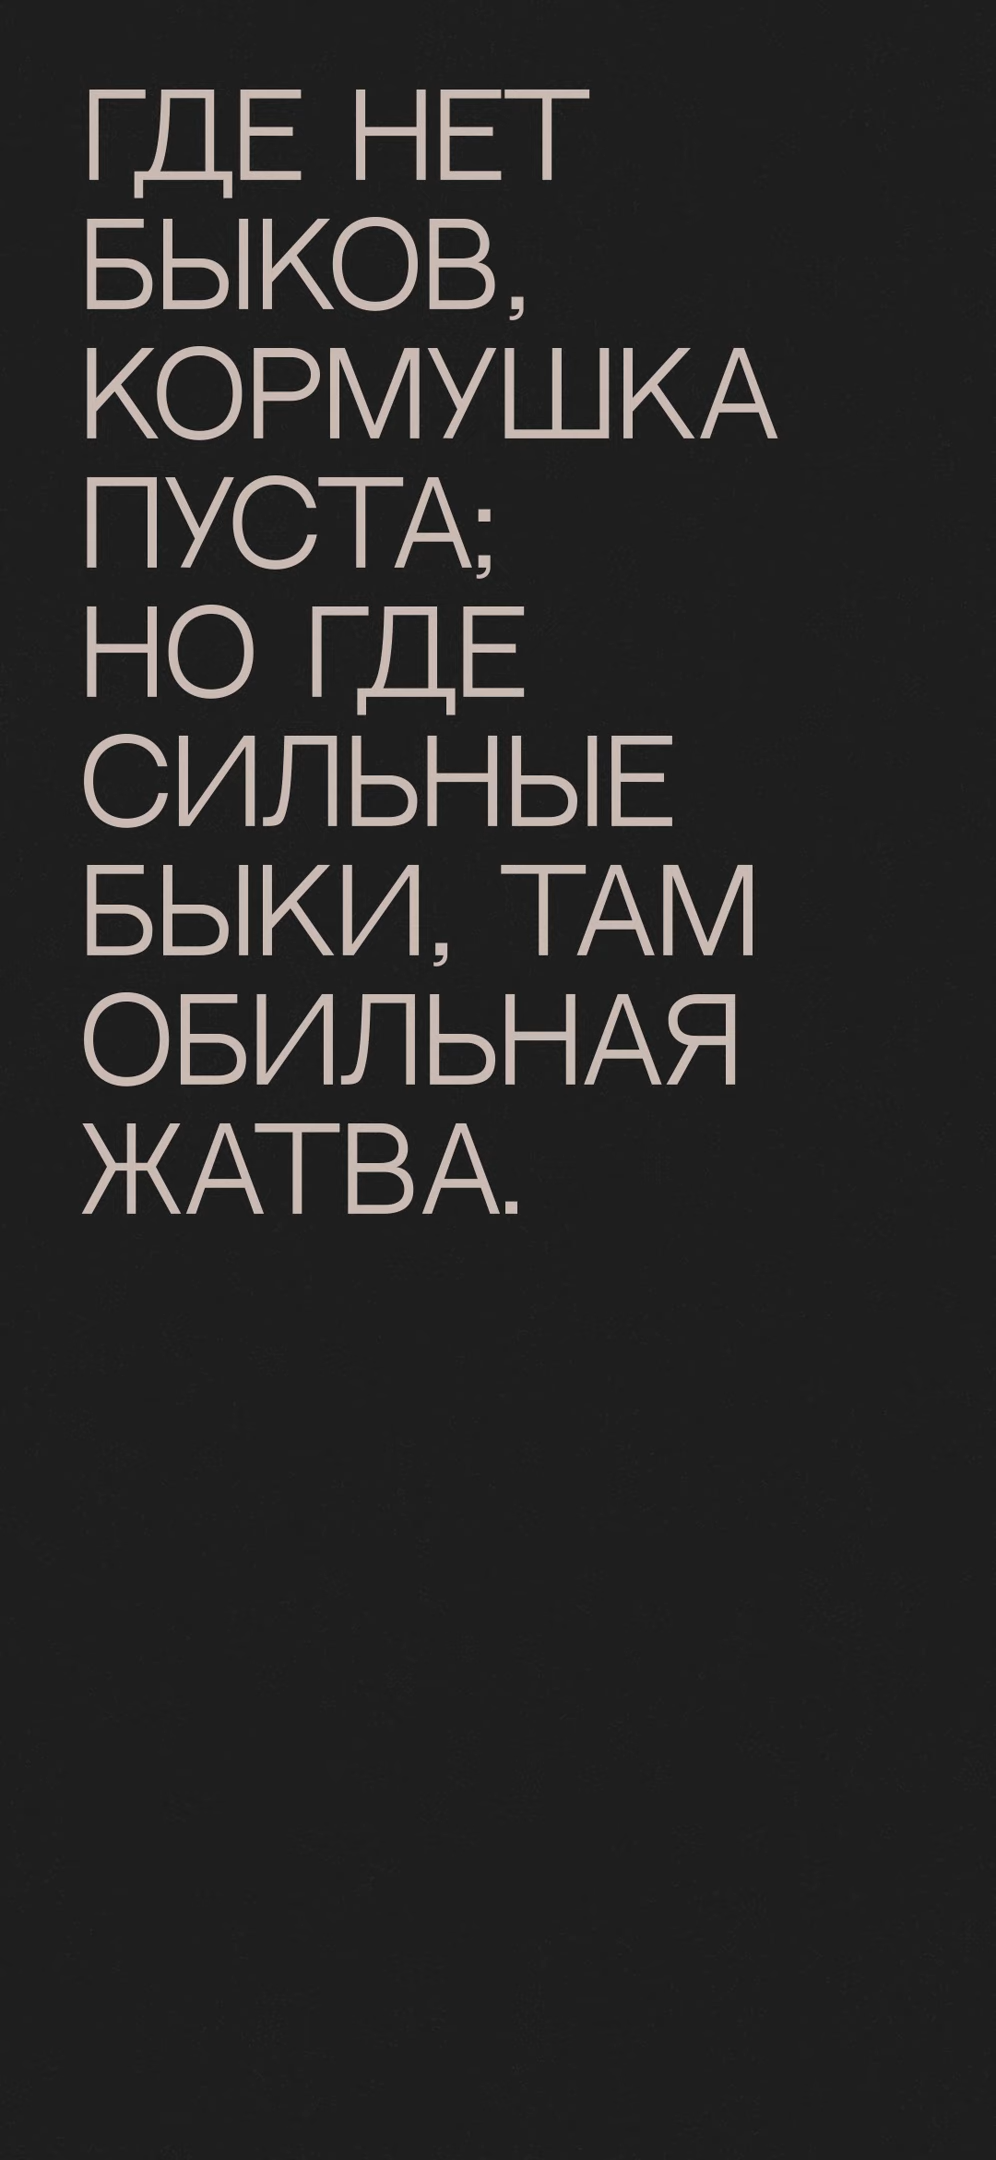 ГДЕ НЕТ
БЫКОВ,
КОРМУШКА
ПУСТА;
НО ГДЕ
СИЛЬНЫЕ
БЫКИ, ТАМ
ОБИЛЬНАЯ
ЖАТВА.